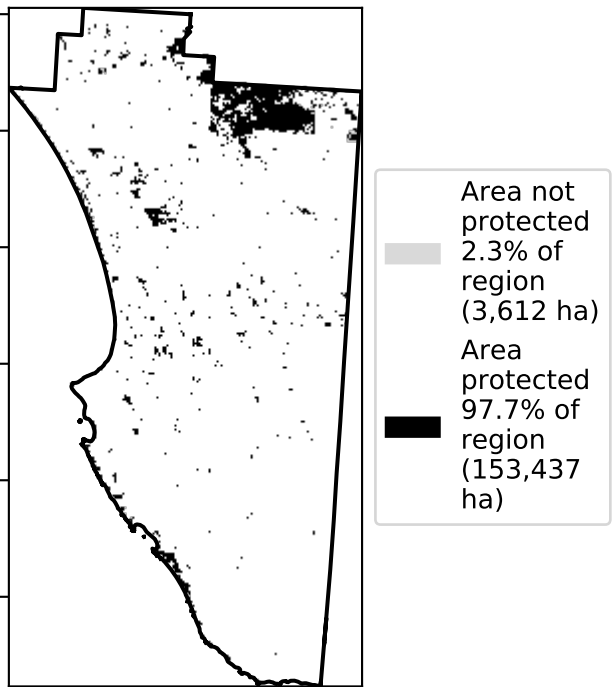 Area not
protected
2.3% of
region
(3,612 ha)
Area
protected
97.7% of
region
(153,437
ha)